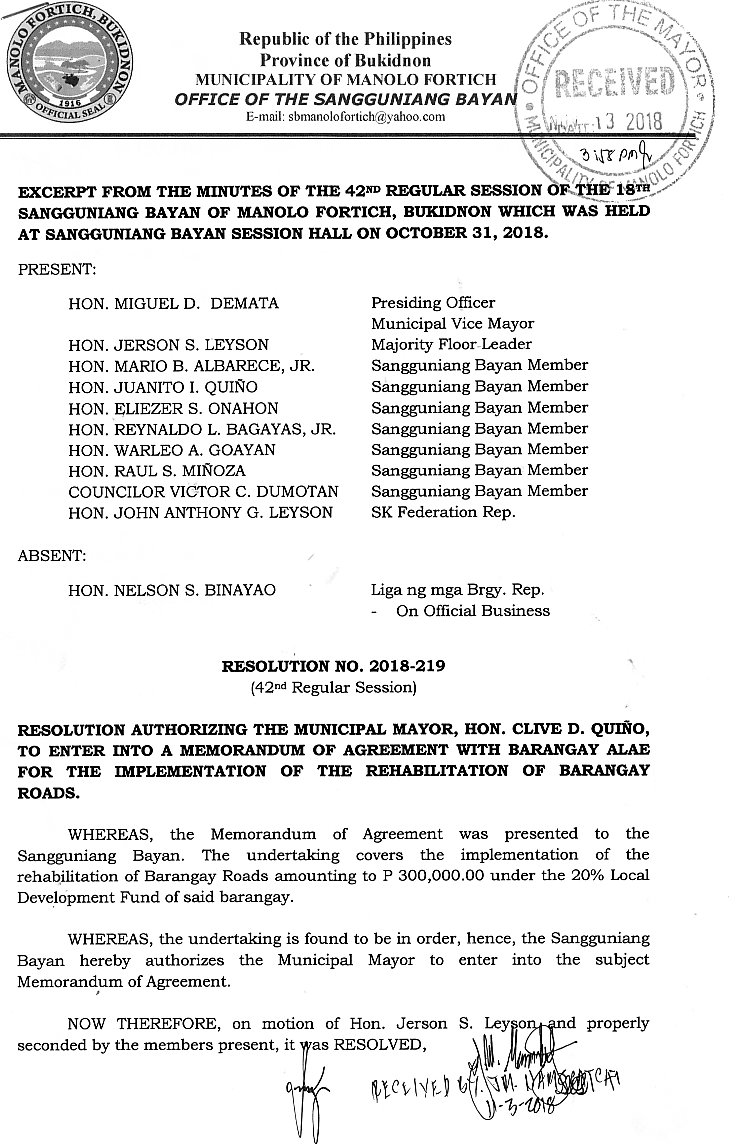 MANOLO FORTICH, BUKIDNON
1916
OFFICIAL SEAL
Republic of the Philippines
Province of Bukidnon
MUNICIPALITY OF MANOLO FORTICH
OFFICE OF THE SANGGUNIANG BAYAN
E-mail: sbmanolofortich@yahoo.com
OFFICE OF THE MAYOR
RECEIVED
13 2018
MUNICIPALITY OF MANOLO FORTICH
EXCERPT FROM THE MINUTES OF THE 42ND REGULAR SESSION OF THE 18TH
SANGGUNIANG BAYAN OF MANOLO FORTICH, BUKIDNON WHICH WAS HELD
AT SANGGUNIANG BAYAN SESSION HALL ON OCTOBER 31, 2018.
PRESENT:
HON. MIGUEL D. DEMATA Presiding Officer
Municipal Vice Mayor
HON. JERSON S. LEYSON Majority Floor Leader
HON. MARIO B. ALBARECE, JR. Sangguniang Bayan Member
HON. JUANITO I. QUIÑO Sangguniang Bayan Member
HON. ELIEZER S. ONAHON Sangguniang Bayan Member
HON. REYNALDO L. BAGAYAS, JR. Sangguniang Bayan Member
HON. WARLEO A. GOAYAN Sangguniang Bayan Member
HON. RAUL S. MIÑOZA Sangguniang Bayan Member
COUNCILOR VICTOR C. DUMOTAN Sangguniang Bayan Member
HON. JOHN ANTHONY G. LEYSON SK Federation Rep.
ABSENT:
HON. NELSON S. BINAYAO Liga ng mga Brgy. Rep.
- On Official Business
RESOLUTION NO. 2018-219
(42nd Regular Session)
RESOLUTION AUTHORIZING THE MUNICIPAL MAYOR, HON. CLIVE D. QUIÑO,
TO ENTER INTO A MEMORANDUM OF AGREEMENT WITH BARANGAY ALAE
FOR THE IMPLEMENTATION OF THE REHABILITATION OF BARANGAY
ROADS.
WHEREAS, the Memorandum of Agreement was presented to the
Sangguniang Bayan. The undertaking covers the implementation of the
rehabilitation of Barangay Roads amounting to P 300,000.00 under the 20% Local
Development Fund of said barangay.
WHEREAS, the undertaking is found to be in order, hence, the Sangguniang
Bayan hereby authorizes the Municipal Mayor to enter into the subject
Memorandum of Agreement.
NOW THEREFORE, on motion of Hon. Jerson S. Leyson and properly
seconded by the members present, it was RESOLVED,
RECEIVED BY: JM.